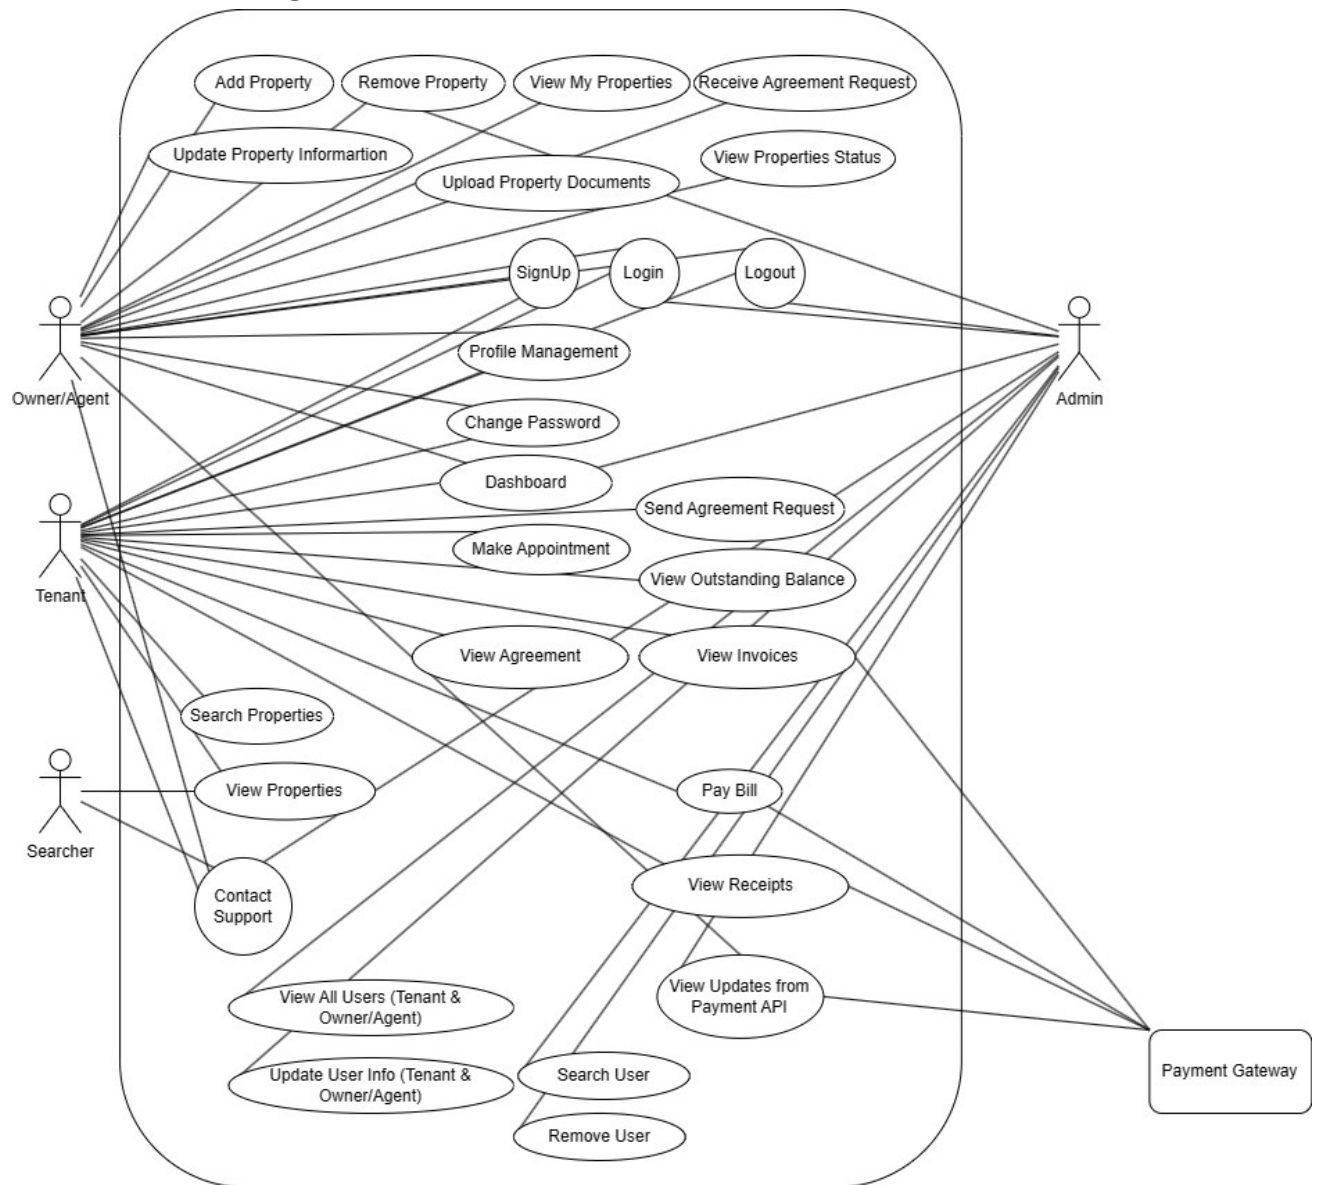 Add Property
Remove Property
View My Properties
Receive Agreement Request
Update Property Informartion
View Properties Status
Upload Property Documents
SignUp
Login
Logout
Profile Management
Owner/Agent
Admin
Change Password
Dashboard
Send Agreement Request
Make Appointment
View Outstanding Balance
Tenant
View Agreement
View Invoices
Search Properties
View Properties
Pay Bill
Searcher
View Receipts
Contact
Support
View All Users (Tenant &
Owner/Agent)
View Updates from
Payment API
Payment Gateway
Update User Info (Tenant &
Owner/Agent)
Search User
Remove User